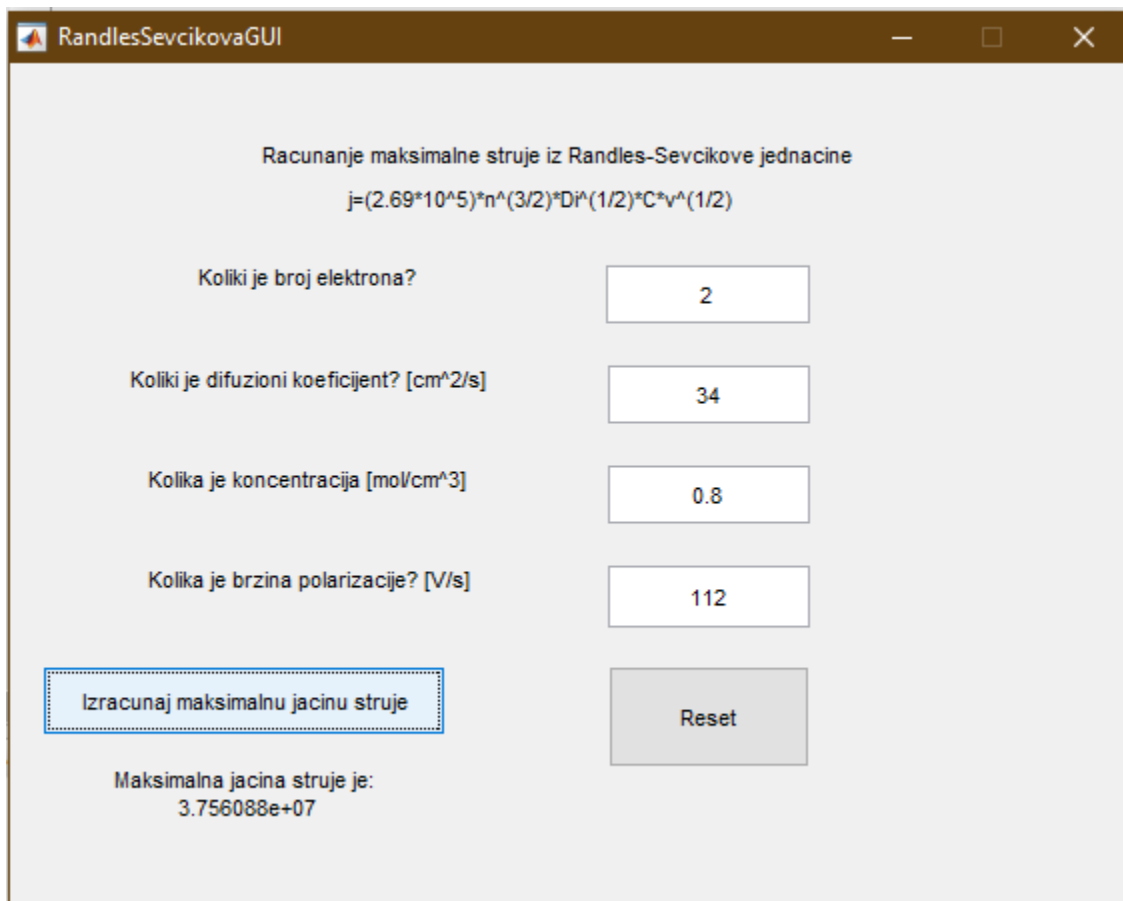 RandlesSevcikovaGUI
Racunanje maksimalne struje iz Randles-Sevcikove jednacine
j=(2.69*10^5)*n^(3/2)*Di^(1/2)*C*v^(1/2)
Koliki je broj elektrona?
2
Koliki je difuzioni koeficijent? [cm^2/s]
34
Kolika je koncentracija [mol/cm^3]
0.8
Kolika je brzina polarizacije? [V/s]
112
Izracunaj maksimalnu jacinu struje
Reset
Maksimalna jacina struje je:
3.756088e+07